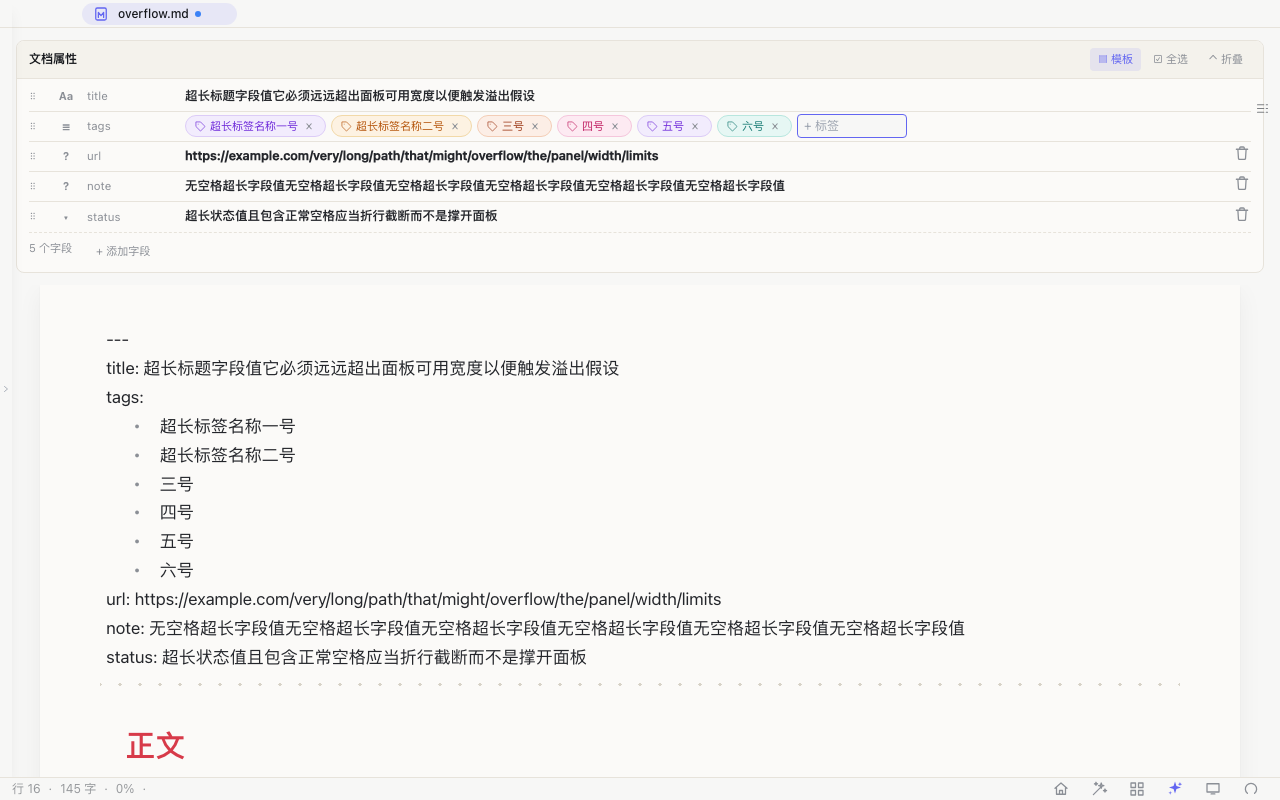 overflow.md
文档属性 模板 全选 折叠
Aa title 超长标题字段值它必须远远超出面板可用宽度以便触发溢出假设
tags 超长标签名称一号 × 超长标签名称二号 × 三号 × 四号 × 五号 × 六号 × + 标签
? url https://example.com/very/long/path/that/might/overflow/the/panel/width/limits
? note 无空格超长字段值无空格超长字段值无空格超长字段值无空格超长字段值无空格超长字段值无空格超长字段值
status 超长状态值且包含正常空格应当折行截断而不是撑开面板
5 个字段 + 添加字段
---
title: 超长标题字段值它必须远远超出面板可用宽度以便触发溢出假设
tags:
• 超长标签名称一号
• 超长标签名称二号
• 三号
• 四号
• 五号
• 六号
url: https://example.com/very/long/path/that/might/overflow/the/panel/width/limits
note: 无空格超长字段值无空格超长字段值无空格超长字段值无空格超长字段值无空格超长字段值无空格超长字段值
status: 超长状态值且包含正常空格应当折行截断而不是撑开面板
正文
行 16 · 145 字 · 0% ·